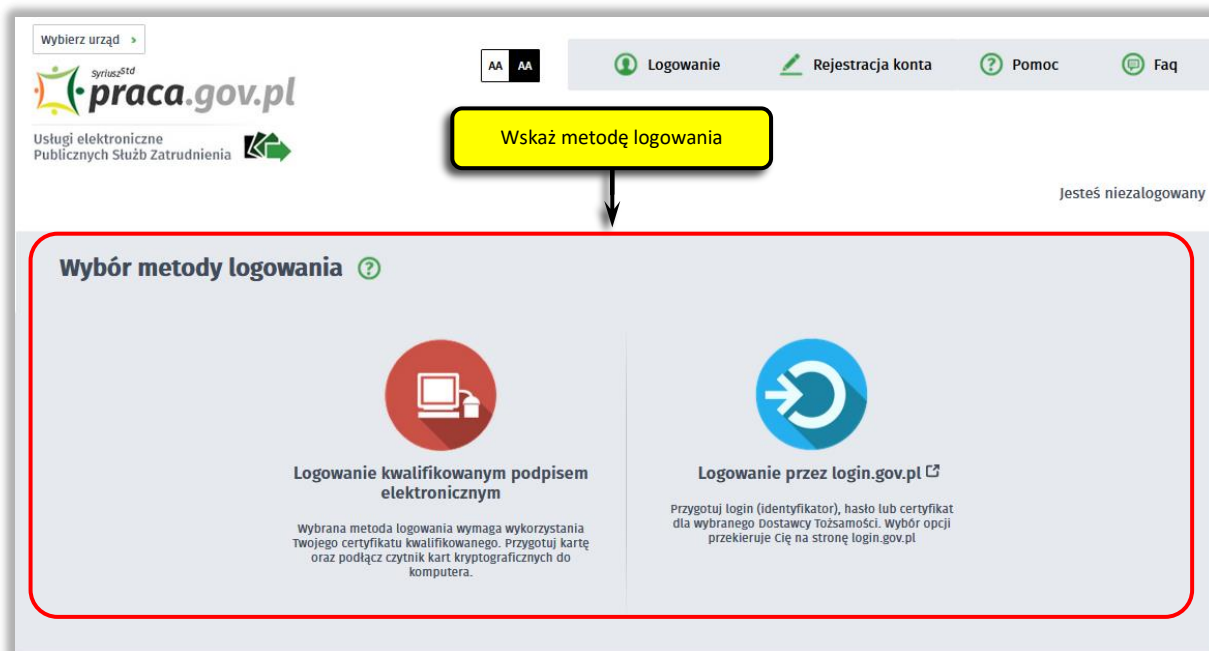 Wybierz urząd
AA AA
Logowanie
Rejestracja konta
Pomoc
Faq
SyriuszStd
praca.gov.pl
Usługi elektroniczne
Publicznych Służb Zatrudnienia
Wskaż metodę logowania
Jesteś niezalogowany
Wybór metody logowania ?
Logowanie kwalifikowanym podpisem
elektronicznym
Wybrana metoda logowania wymaga wykorzystania
Twojego certyfikatu kwalifikowanego. Przygotuj kartę
oraz podłącz czytnik kart kryptograficznych do
komputera.
Logowanie przez login.gov.pl
Przygotuj login (identyfikator), hasło lub certyfikat
dla wybranego Dostawcy Tożsamości. Wybór opcji
przekieruje Cię na stronę login.gov.pl